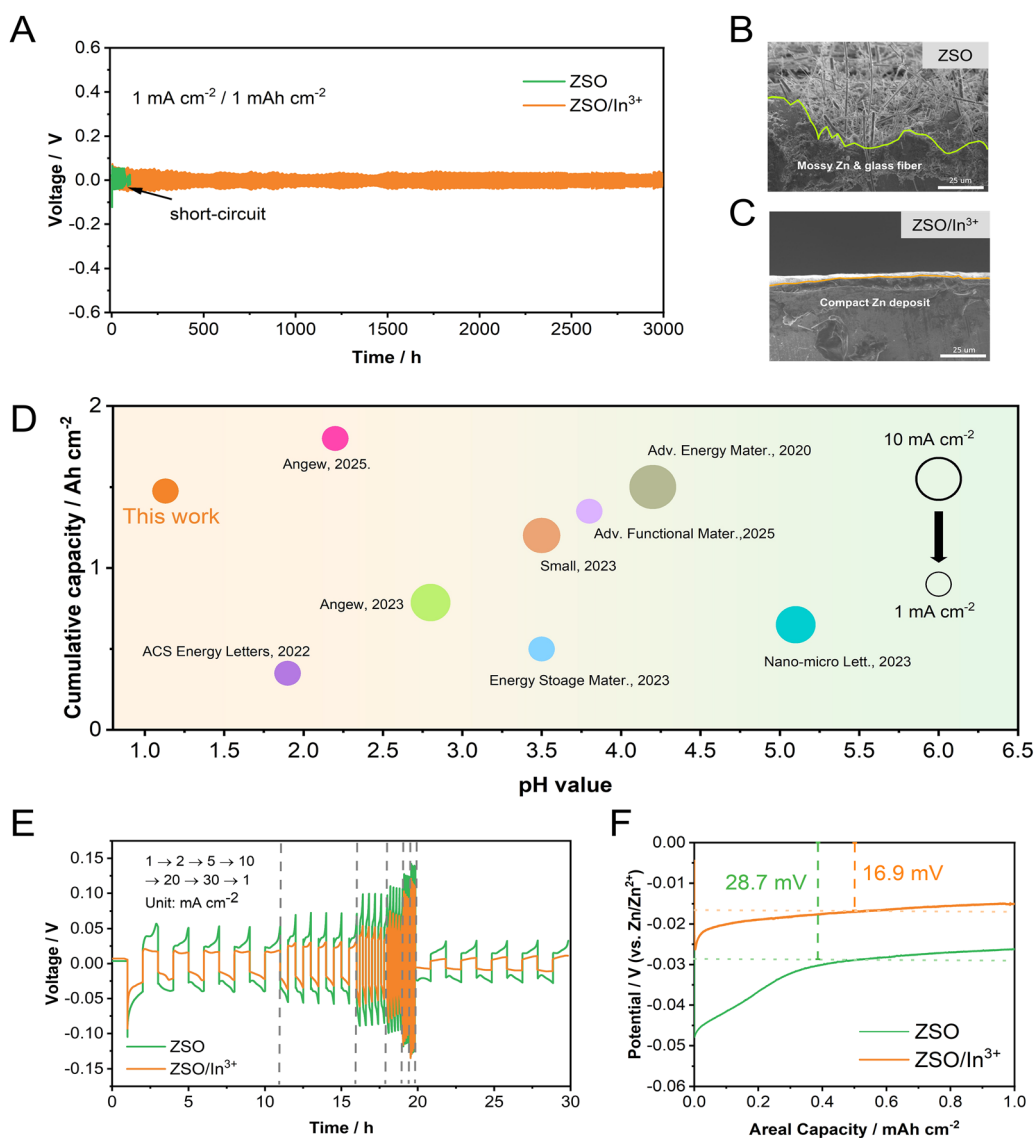 A
0.6
0.4
0.2
0.0
-0.2
-0.4
-0.6
Voltage / V
1 mA cm⁻² / 1 mAh cm⁻²
ZSO
ZSO/In³⁺
short-circuit
0
500
1000
1500
2000
2500
3000
Time / h
B
ZSO
Mossy Zn & glass fiber
25 um
C
ZSO/In³⁺
Compact Zn deposit
25 um
D
2
1
0
Cumulative capacity / Ah cm⁻²
Angew, 2025.
This work
Adv. Energy Mater., 2020
Adv. Functional Mater.,2025
Small, 2023
Angew, 2023
ACS Energy Letters, 2022
Energy Stoage Mater., 2023
Nano-micro Lett., 2023
10 mA cm⁻²
1 mA cm⁻²
1.0
1.5
2.0
2.5
3.0
3.5
4.0
4.5
5.0
5.5
6.0
6.5
pH value
E
0.15
0.10
0.05
0.00
-0.05
-0.10
-0.15
Voltage / V
1 → 2 → 5 → 10
→ 20 → 30 → 1
Unit: mA cm⁻²
ZSO
ZSO/In³⁺
0
5
10
15
20
25
30
Time / h
F
-0.00
-0.01
-0.02
-0.03
-0.04
-0.05
-0.06
Potential / V (vs. Zn/Zn²⁺)
28.7 mV
16.9 mV
ZSO
ZSO/In³⁺
0.0
0.2
0.4
0.6
0.8
1.0
Areal Capacity / mAh cm⁻²